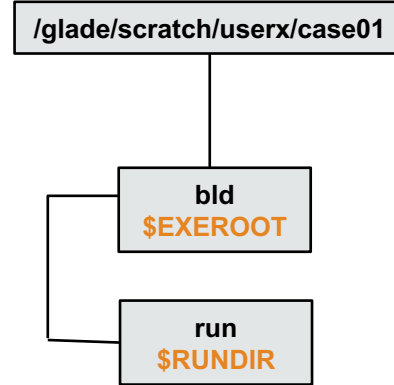 /glade/scratch/userx/case01
bld
$EXEROOT
run
$RUNDIR